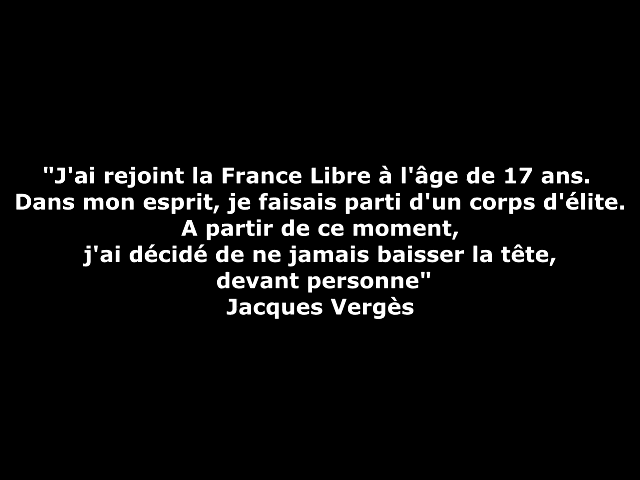 "J'ai rejoint la France Libre à l'âge de 17 ans.
Dans mon esprit, je faisais parti d'un corps d'élite.
A partir de ce moment,
j'ai décidé de ne jamais baisser la tête,
devant personne"
Jacques Vergès